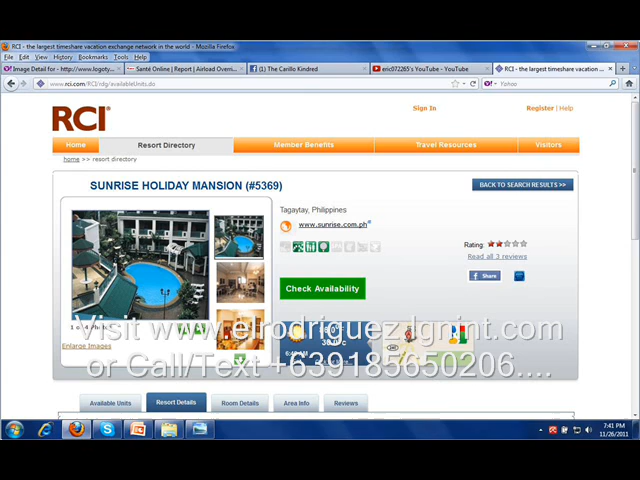 RCI - the largest timeshare vacation exchange network in the world - Mozilla Firefox
File Edit View History Bookmarks Tools Help
Image Detail for - http://www.logoty... Santé Online | Report | Airload Overri... (1) The Carillo Kindred eric072265's YouTube - YouTube RCI - the largest timeshare vacation ...
www.rci.com/RCI/rdg/availableUnits.do Yahoo
RCI®
Sign In Register | Help
Home Resort Directory Member Benefits Travel Resources Visitors
home >> resort directory
SUNRISE HOLIDAY MANSION (#5369)
BACK TO SEARCH RESULTS >>
Tagaytay, Philippines
www.sunrise.com.ph
Rating:
Read all 3 reviews
Share
Check Availability
Enlarge Images
Visit www.elrodriguez.lgnint.com
or Call/Text +639185650206....
Available Units Resort Details Room Details Area Info Reviews
7:41 PM
11/26/2011